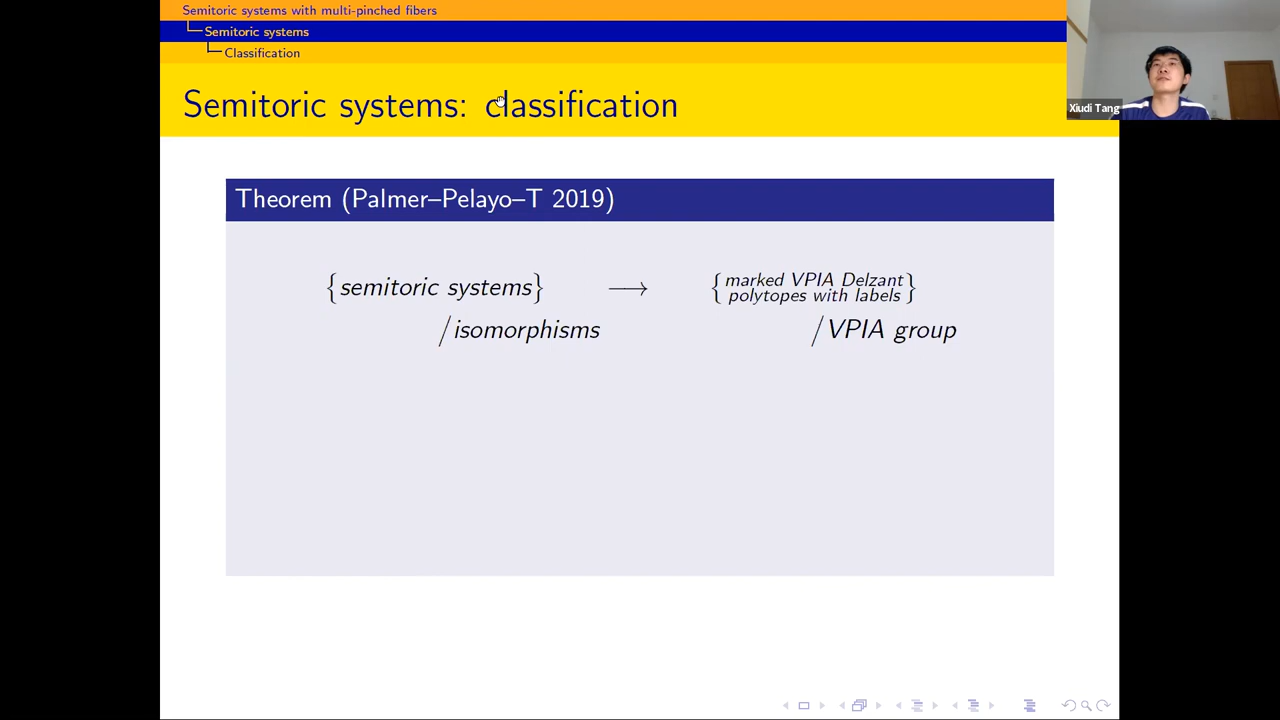 Semitoric systems with multi-pinched fibers
Semitoric systems
Classification
Semitoric systems: classification
Xiudi Tang
Theorem (Palmer–Pelayo–T 2019)
{semitoric systems} ⟶ {marked VPIA Delzant polytopes with labels}
/isomorphisms /VPIA group